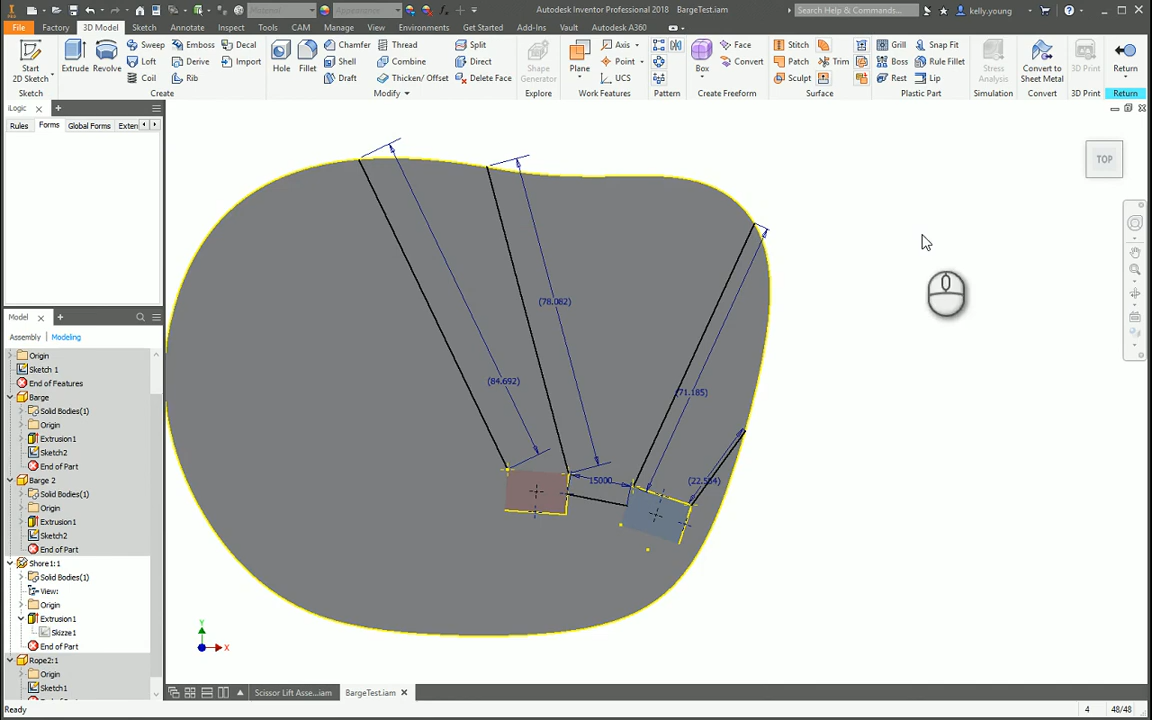 Material
Appearance
Autodesk Inventor Professional 2018 BargeTest.iam
Search Help & Commands...
kelly.young
File Factory 3D Model Sketch Annotate Inspect Tools CAM Manage View Environments Get Started Add-Ins Vault Autodesk A360
Start
2D Sketch
Extrude
Revolve
Sweep Emboss Decal
Loft Derive Import
Coil Rib
Hole
Fillet
Chamfer Thread Split
Shell Combine Direct
Draft Thicken/ Offset Delete Face
Shape
Generator
Plane
Axis
Point
UCS
Box
Face
Convert
Stitch
Patch Trim
Sculpt
Grill Snap Fit
Boss Rule Fillet
Rest Lip
Stress
Analysis
Convert to
Sheet Metal
3D Print
Return
Sketch Create Modify Explore Work Features Pattern Create Freeform Surface Plastic Part Simulation Convert 3D Print Return
iLogic
Rules Forms Global Forms Exten
TOP
(78.082)
(84.692)
(71.185)
15000
Model
Assembly Modeling
Origin
Sketch 1
End of Features
Barge
Solid Bodies(1)
Origin
Extrusion1
Sketch2
End of Part
Barge 2
Solid Bodies(1)
Origin
Extrusion1
Sketch2
End of Part
Shore1:1
Solid Bodies(1)
View:
Origin
Extrusion1
Skizze1
End of Part
Rope2:1
Origin
Sketch1
Y
X
Scissor Lift Asse...iam BargeTest.iam
Ready 4 48/48